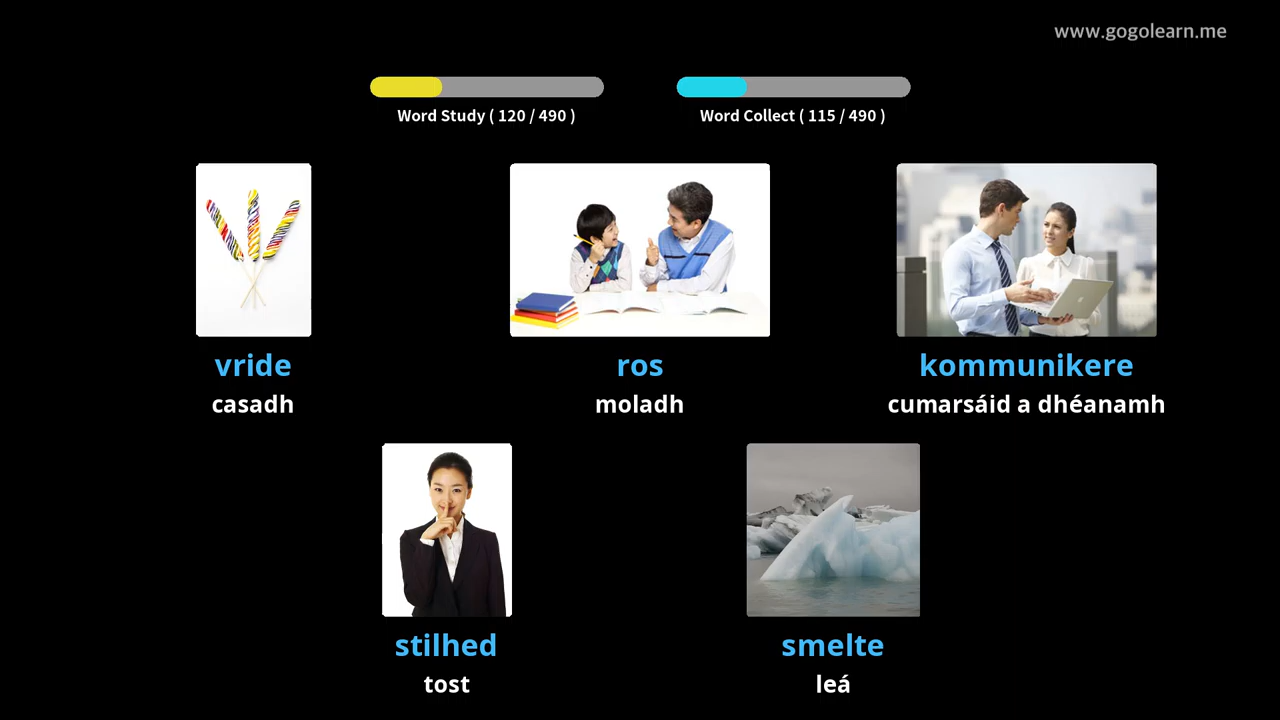 www.gogolearn.me
Word Study ( 120 / 490 )
Word Collect ( 115 / 490 )
vride
casadh
ros
moladh
kommunikere
cumarsáid a dhéanamh
stilhed
tost
smelte
leá